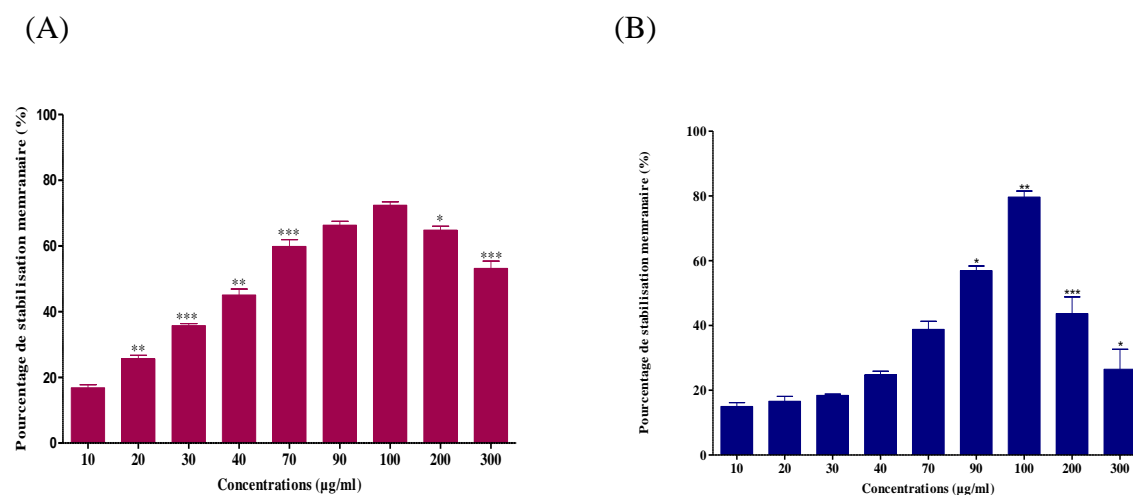 (A)
(B)
Pourcentage de stabilisation memranaire (%)
100
80
60
40
20
0
** *** ** *** * ***
10 20 30 40 70 90 100 200 300
Concentrations (µg/ml)
Pourcentage de stabilisation memranaire (%)
100
80
60
40
20
0
* ** *** *
10 20 30 40 70 90 100 200 300
Concentrations (µg/ml)